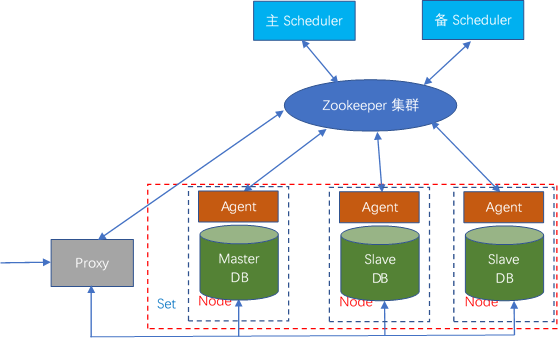 主 Scheduler
备 Scheduler
Zookeeper 集群
Agent
Agent
Agent
Proxy
Master
DB
Slave
DB
Slave
DB
Set
Node
Node
Node